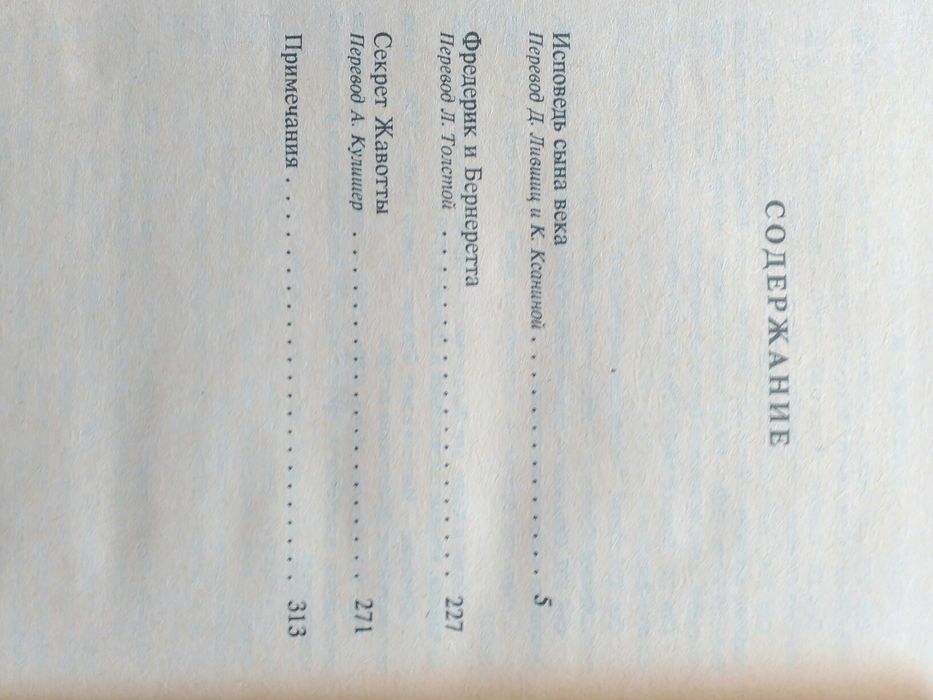 СОДЕРЖАНИЕ
Исповедь сына века
Перевод Д. Лившиц и К. Ксаниной . . . . . . . . . . . . . 5
Фредерик и Бернеретта
Перевод Л. Толстой . . . . . . . . . . . . . . . . . . 227
Секрет Жавотты
Перевод А. Кулишер . . . . . . . . . . . . . . . . . . 271
Примечания . . . . . . . . . . . . . . . . . . . . . 313